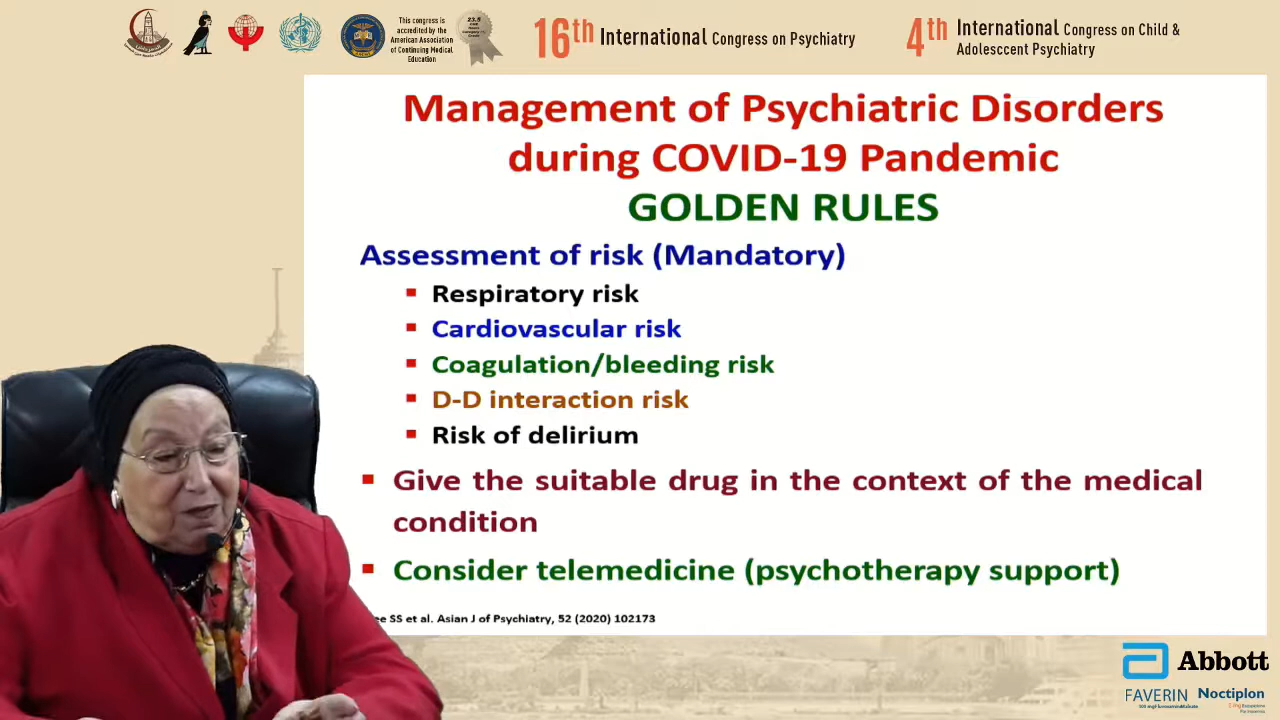 This congress is
accredited by the
American Association
of Continuing Medical
Education
23.5
16th International Congress on Psychiatry
4th International Congress on Child &
Adolesccent Psychiatry
Management of Psychiatric Disorders
during COVID-19 Pandemic
GOLDEN RULES
Assessment of risk (Mandatory)
Respiratory risk
Cardiovascular risk
Coagulation/bleeding risk
D-D interaction risk
Risk of delirium
Give the suitable drug in the context of the medical
condition
Consider telemedicine (psychotherapy support)
SS et al. Asian J of Psychiatry, 52 (2020) 102173
Abbott
FAVERIN Noctiplon